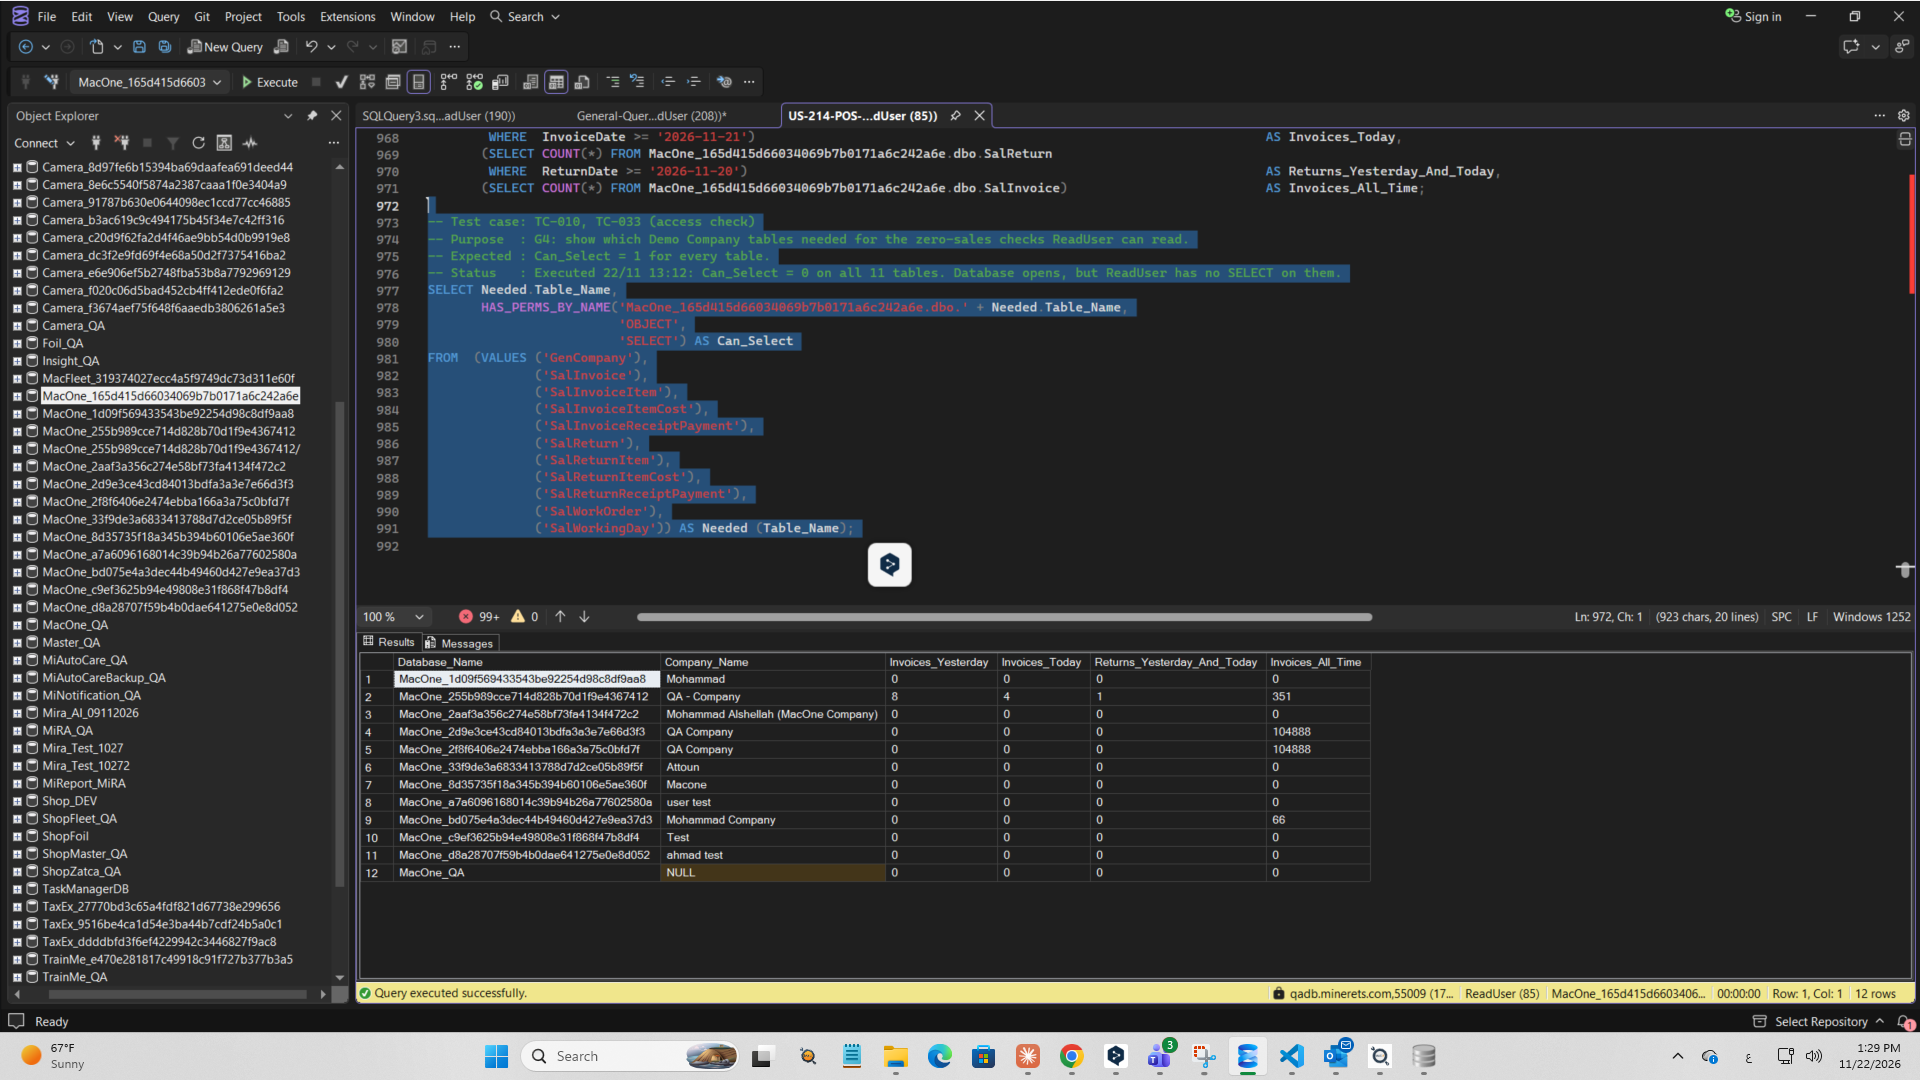 File Edit View Query Git Project Tools Extensions Window Help Search Sign in
New Query
MacOne_165d415d6603 Execute
Object Explorer
Connect
Camera_8d97fe6b15394ba69daafea691deed44
Camera_8e6c5540f5874a2387caaa1f0e3404a9
Camera_91787b630e0644098ec1ccd77cc46885
Camera_b3ac619c9c494175b45f34e7c42ff316
Camera_c20d9f62fa2d4f46ae9bb54d0b9919e8
Camera_dc3f2e9fd69f4e68a50d2f7375416ba2
Camera_e6e906ef5b2748fba53b8a7792969129
Camera_f020c06d5bad452cb4ff412ede0f6fa2
Camera_f3674aef75f648f6aaedb3806261a5e3
Camera_QA
Foil_QA
Insight_QA
MacFleet_319374027ecc4a5f9749dc73d311e60f
MacOne_165d415d66034069b7b0171a6c242a6e
MacOne_1d09f569433543be92254d98c8df9aa8
MacOne_255b989cce714d828b70d1f9e4367412
MacOne_255b989cce714d828b70d1f9e4367412/
MacOne_2aaf3a356c274e58bf73fa4134f472c2
MacOne_2d9e3ce43cd84013bdfa3a3e7e66d3f3
MacOne_2f8f6406e2474ebba166a3a75c0bfd7f
MacOne_33f9de3a6833413788d7d2ce05b89f5f
MacOne_8d35735f18a345b394b60106e5ae360f
MacOne_a7a6096168014c39b94b26a77602580a
MacOne_bd075e4a3dec44b49460d427e9ea37d3
MacOne_c9ef3625b94e49808e31f868f47b8df4
MacOne_d8a28707f59b4b0dae641275e0e8d052
MacOne_QA
Master_QA
MiAutoCare_QA
MiAutoCareBackup_QA
MiNotification_QA
Mira_AI_09112026
MiRA_QA
Mira_Test_1027
Mira_Test_10272
MiReport_MiRA
Shop_DEV
ShopFleet_QA
ShopFoil
ShopMaster_QA
ShopZatca_QA
TaskManagerDB
TaxEx_27770bd3c65a4fdf821d67738e299656
TaxEx_9516be4ca1d54e3ba44b7cdf24b5a0c1
TaxEx_ddddbfd3f6ef4229942c3446827f9ac8
TrainMe_e470e281817c49918c91f727b377b3a5
TrainMe_QA
SQLQuery3.sq...adUser (190)) General-Quer...dUser (208))* US-214-POS-...dUser (85))
968 WHERE InvoiceDate >= '2026-11-21') AS Invoices_Today,
969 (SELECT COUNT(*) FROM MacOne_165d415d66034069b7b0171a6c242a6e.dbo.SalReturn
970 WHERE ReturnDate >= '2026-11-20') AS Returns_Yesterday_And_Today,
971 (SELECT COUNT(*) FROM MacOne_165d415d66034069b7b0171a6c242a6e.dbo.SalInvoice) AS Invoices_All_Time;
972
973 -- Test case: TC-010, TC-033 (access check)
974 -- Purpose : G4: show which Demo Company tables needed for the zero-sales checks ReadUser can read.
975 -- Expected : Can_Select = 1 for every table.
976 -- Status : Executed 22/11 13:12: Can_Select = 0 on all 11 tables. Database opens, but ReadUser has no SELECT on them.
977 SELECT Needed.Table_Name,
978 HAS_PERMS_BY_NAME('MacOne_165d415d66034069b7b0171a6c242a6e.dbo.' + Needed.Table_Name,
979 'OBJECT',
980 'SELECT') AS Can_Select
981 FROM (VALUES ('GenCompany'),
982 ('SalInvoice'),
983 ('SalInvoiceItem'),
984 ('SalInvoiceItemCost'),
985 ('SalInvoiceReceiptPayment'),
986 ('SalReturn'),
987 ('SalReturnItem'),
988 ('SalReturnItemCost'),
989 ('SalReturnReceiptPayment'),
990 ('SalWorkOrder'),
991 ('SalWorkingDay')) AS Needed (Table_Name);
992
100 % 99+ 0 Ln: 972, Ch: 1 (923 chars, 20 lines) SPC LF Windows 1252
Results Messages
Database_Name Company_Name Invoices_Yesterday Invoices_Today Returns_Yesterday_And_Today Invoices_All_Time
1 MacOne_1d09f569433543be92254d98c8df9aa8 Mohammad 0 0 0 0
2 MacOne_255b989cce714d828b70d1f9e4367412 QA - Company 8 4 1 351
3 MacOne_2aaf3a356c274e58bf73fa4134f472c2 Mohammad Alshellah (MacOne Company) 0 0 0 0
4 MacOne_2d9e3ce43cd84013bdfa3a3e7e66d3f3 QA Company 0 0 0 104888
5 MacOne_2f8f6406e2474ebba166a3a75c0bfd7f QA Company 0 0 0 104888
6 MacOne_33f9de3a6833413788d7d2ce05b89f5f Attoun 0 0 0 0
7 MacOne_8d35735f18a345b394b60106e5ae360f Macone 0 0 0 0
8 MacOne_a7a6096168014c39b94b26a77602580a user test 0 0 0 0
9 MacOne_bd075e4a3dec44b49460d427e9ea37d3 Mohammad Company 0 0 0 66
10 MacOne_c9ef3625b94e49808e31f868f47b8df4 Test 0 0 0 0
11 MacOne_d8a28707f59b4b0dae641275e0e8d052 ahmad test 0 0 0 0
12 MacOne_QA NULL 0 0 0 0
Query executed successfully. qadb.minerets.com,55009 (17... ReadUser (85) MacOne_165d415d6603406... 00:00:00 Row: 1, Col: 1 12 rows
Ready Select Repository 1
67°F
Sunny
Search 3 ع
1:29 PM
11/22/2026